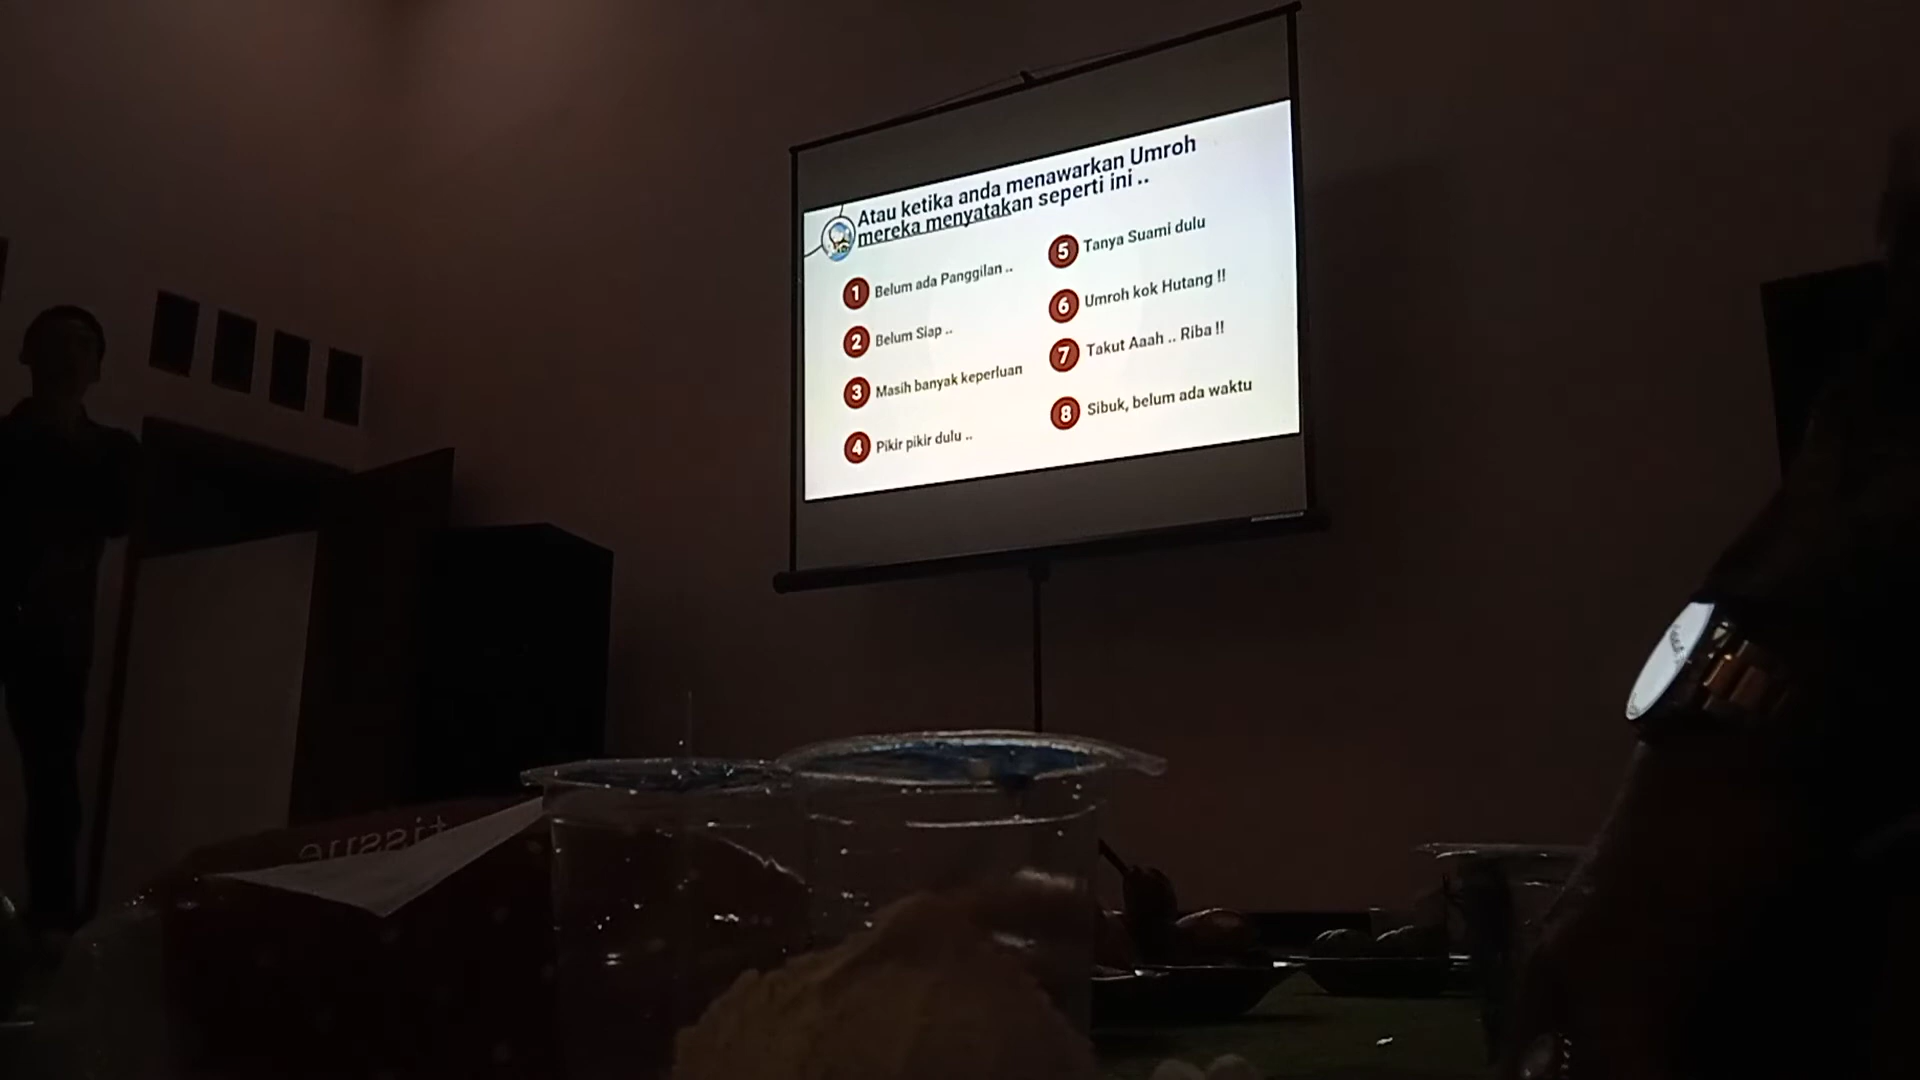 Atau ketika anda menawarkan Umroh
mereka menyatakan seperti ini ..
1 Belum ada Panggilan ..
2 Belum Siap ..
3 Masih banyak keperluan
4 Pikir pikir dulu ..
5 Tanya Suami dulu
6 Umroh kok Hutang !!
7 Takut Aaah .. Riba !!
8 Sibuk, belum ada waktu
tissue